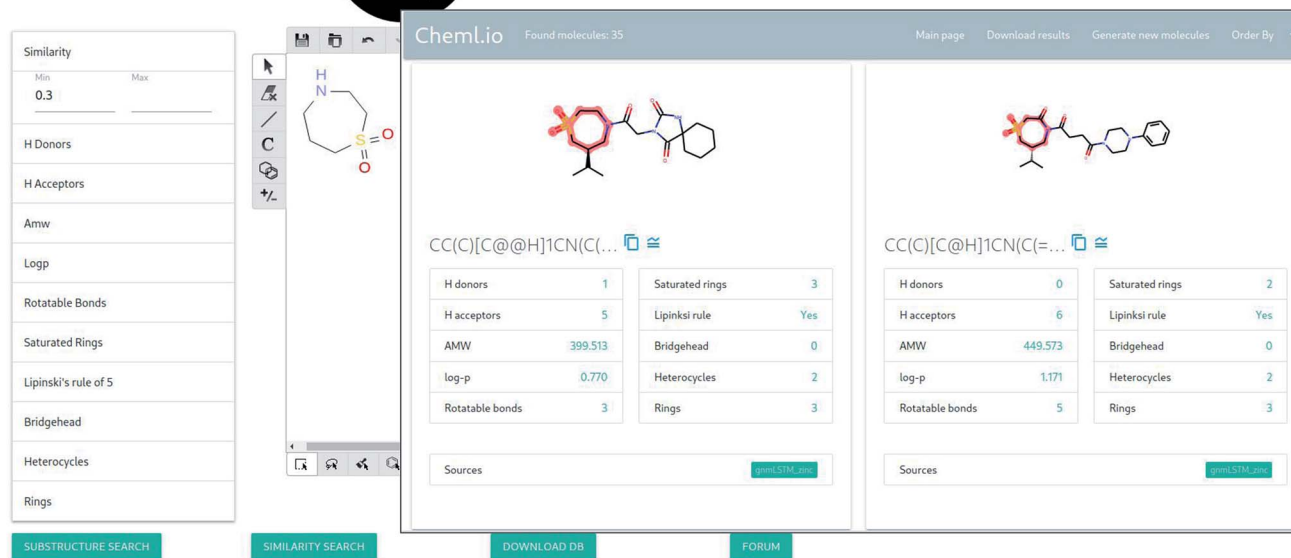 Similarity
Min
Max
0.3
H Donors
H Acceptors
Amw
Logp
Rotatable Bonds
Saturated Rings
Lipinski's rule of 5
Bridgehead
Heterocycles
Rings
C
+/-
H
N
S
O
O
Cheml.io
Found molecules: 35
Main page
Download results
Generate new molecules
Order By
CC(C)[C@@H]1CN(C(...
H donors 1
H acceptors 5
AMW 399.513
log-p 0.770
Rotatable bonds 3
Saturated rings 3
Lipinksi rule Yes
Bridgehead 0
Heterocycles 2
Rings 3
Sources gnmLSTM_zinc
CC(C)[C@H]1CN(C(=...
H donors 0
H acceptors 6
AMW 449.573
log-p 1.171
Rotatable bonds 5
Saturated rings 2
Lipinksi rule Yes
Bridgehead 0
Heterocycles 2
Rings 3
Sources gnmLSTM_zinc
SUBSTRUCTURE SEARCH
SIMILARITY SEARCH
DOWNLOAD DB
FORUM